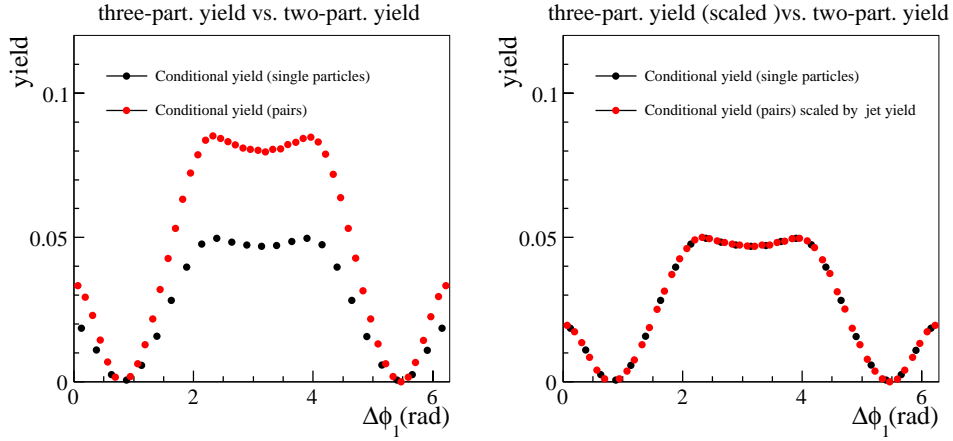 three-part. yield vs. two-part. yield
yield
Conditional yield (single particles)
Conditional yield (pairs)
0.1
0.05
0
0 2 4 6
Δϕ1(rad)
three-part. yield (scaled )vs. two-part. yield
yield
Conditional yield (single particles)
Conditional yield (pairs) scaled by jet yield
0.1
0.05
0
0 2 4 6
Δϕ1(rad)